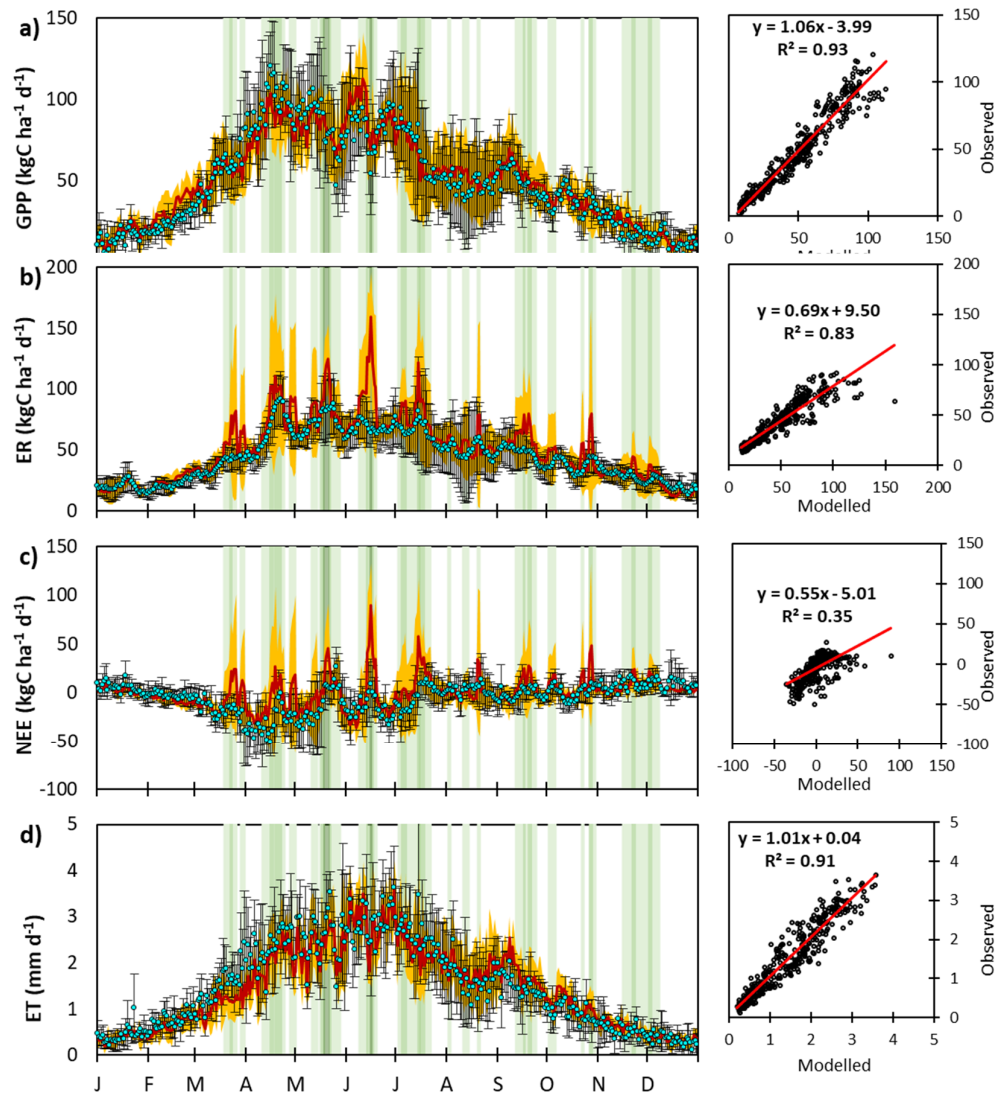 a)
150
100
50
GPP (kgC ha⁻¹ d⁻¹)
y = 1.06x - 3.99
R² = 0.93
150
100
50
0
Observed
0 50 100 150
Modelled
b)
200
150
100
50
0
ER (kgC ha⁻¹ d⁻¹)
J F M A M J J A S O N D
y = 0.69x + 9.50
R² = 0.83
200
150
100
50
0
Observed
0 50 100 150 200
Modelled
c)
150
100
50
0
-50
-100
NEE (kgC ha⁻¹ d⁻¹)
J F M A M J J A S O N D
y = 0.55x - 5.01
R² = 0.35
150
100
50
0
-50
-100
Observed
-100 -50 0 50 100 150
Modelled
d)
5
4
3
2
1
0
ET (mm d⁻¹)
J F M A M J J A S O N D
y = 1.01x + 0.04
R² = 0.91
5
4
3
2
1
0
Observed
0 1 2 3 4 5
Modelled